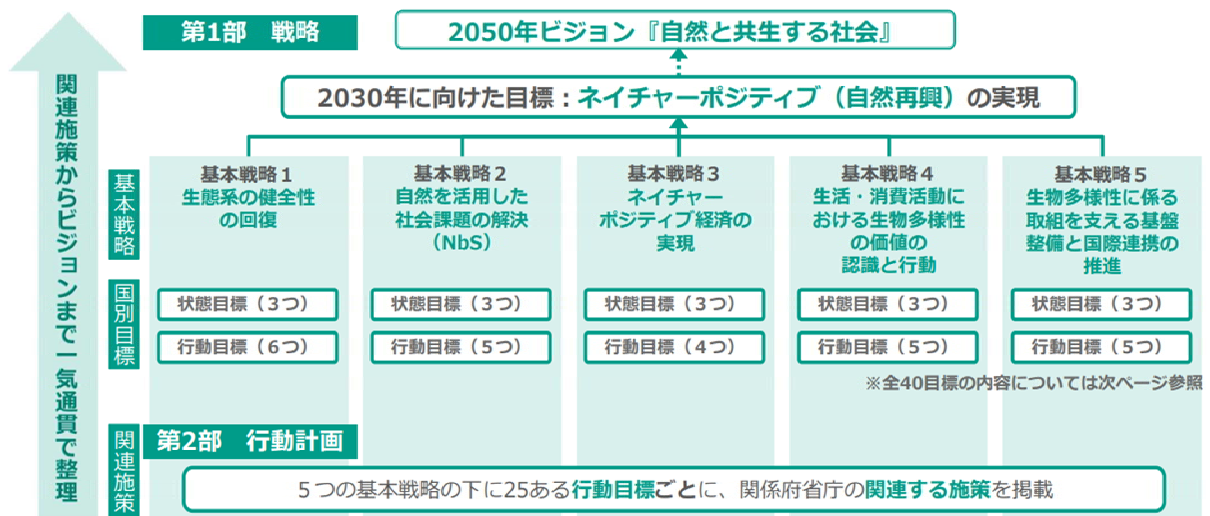 第1部 戦略
2050年ビジョン『自然と共生する社会』
2030年に向けた目標：ネイチャーポジティブ（自然再興）の実現
関連施策からビジョンまで一気通貫で整理
基本戦略
基本戦略１
生態系の健全性
の回復
基本戦略２
自然を活用した
社会課題の解決
（NbS）
基本戦略３
ネイチャー
ポジティブ経済の
実現
基本戦略４
生活・消費活動に
おける生物多様性
の価値の
認識と行動
基本戦略５
生物多様性に係る
取組を支える基盤
整備と国際連携の
推進
国別目標
状態目標（３つ）
状態目標（３つ）
状態目標（３つ）
状態目標（３つ）
状態目標（３つ）
行動目標（６つ）
行動目標（５つ）
行動目標（４つ）
行動目標（５つ）
行動目標（５つ）
※全40目標の内容については次ページ参照
関連施策
第2部 行動計画
５つの基本戦略の下に25ある行動目標ごとに、関係府省庁の関連する施策を掲載